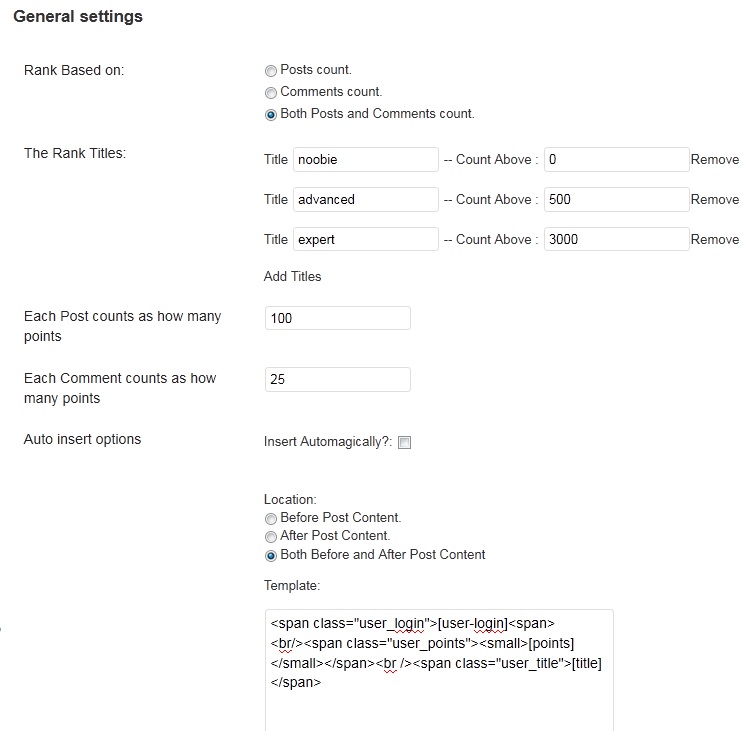 General settings
Rank Based on:
Posts count.
Comments count.
Both Posts and Comments count.
The Rank Titles:
Title noobie -- Count Above : 0 Remove
Title advanced -- Count Above : 500 Remove
Title expert -- Count Above : 3000 Remove
Add Titles
Each Post counts as how many
points
100
Each Comment counts as how
many points
25
Auto insert options
Insert Automagically?:
Location:
Before Post Content.
After Post Content.
Both Before and After Post Content
Template:
<span class="user_login">[user-login]<span>
<br/><span class="user_points"><small>[points]
</small></span><br /><span class="user_title">[title]
</span>